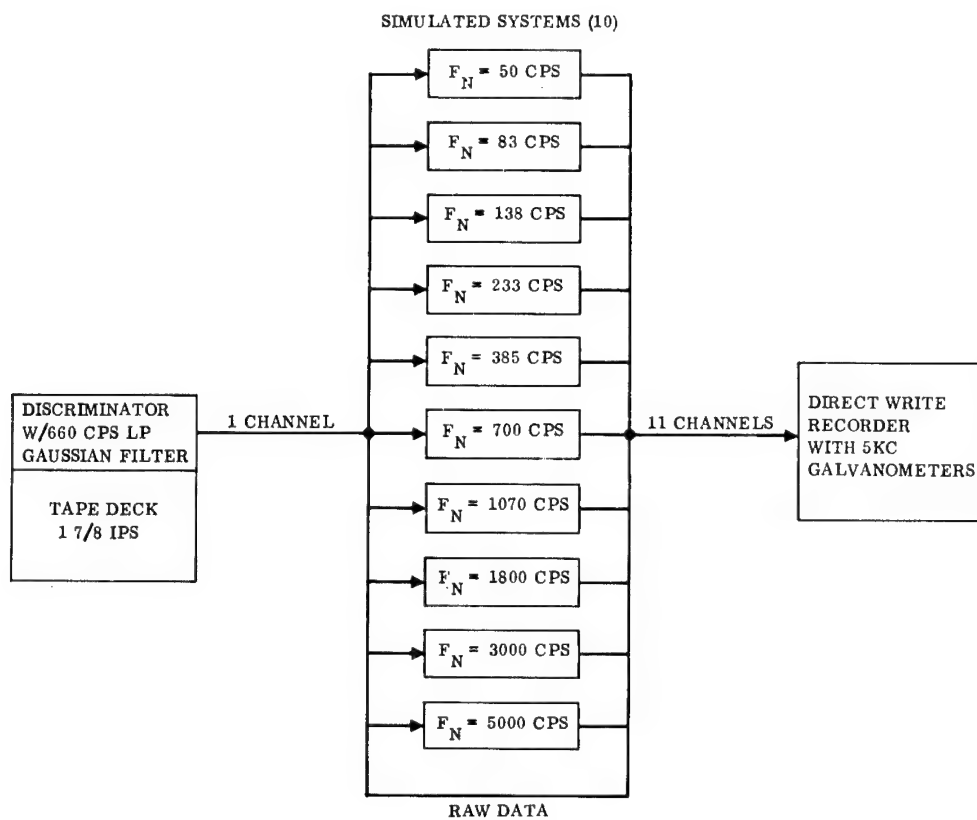 SIMULATED SYSTEMS (10)
F_N = 50 CPS
F_N = 83 CPS
F_N = 138 CPS
F_N = 233 CPS
F_N = 385 CPS
DISCRIMINATOR
W/660 CPS LP
GAUSSIAN FILTER
TAPE DECK
1 7/8 IPS
1 CHANNEL
F_N = 700 CPS
11 CHANNELS
DIRECT WRITE
RECORDER
WITH 5KC
GALVANOMETERS
F_N = 1070 CPS
F_N = 1800 CPS
F_N = 3000 CPS
F_N = 5000 CPS
RAW DATA